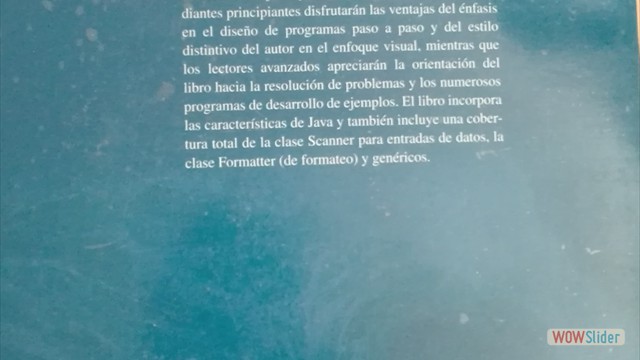 diantes principiantes disfrutarán las ventajas del énfasis
en el diseño de programas paso a paso y del estilo
distintivo del autor en el enfoque visual, mientras que
los lectores avanzados apreciarán la orientación del
libro hacia la resolución de problemas y los numerosos
programas de desarrollo de ejemplos. El libro incorpora
las características de Java y también incluye una cober-
tura total de la clase Scanner para entradas de datos, la
clase Formatter (de formateo) y genéricos.
WOWSlider